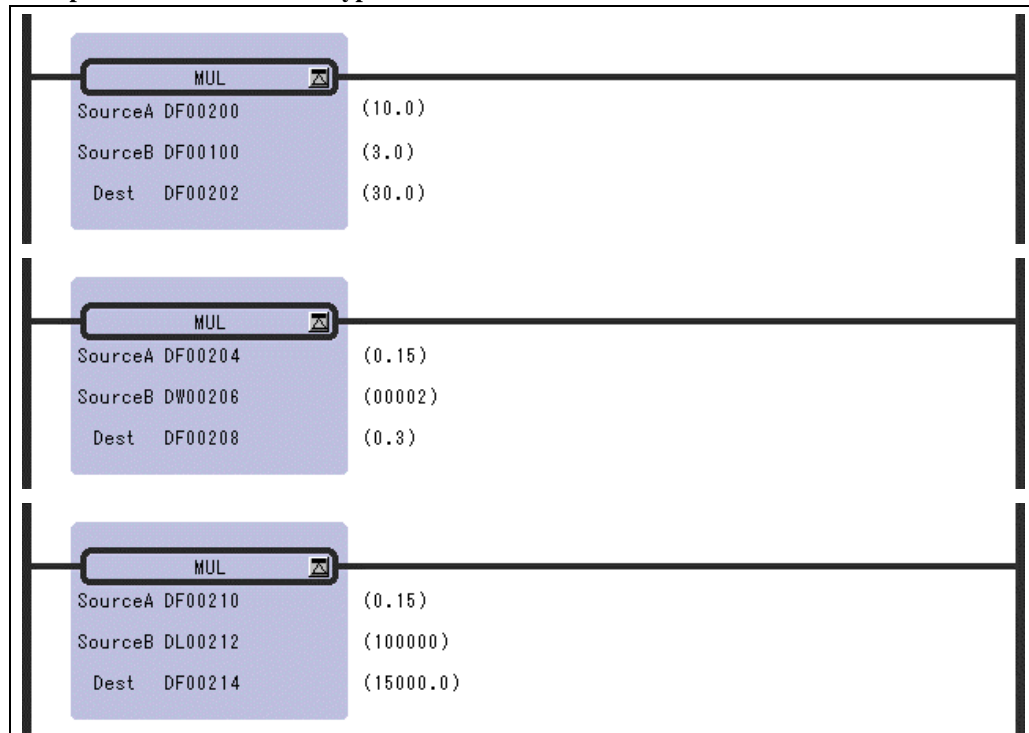 MUL
SourceA DF00200 (10.0)
SourceB DF00100 (3.0)
Dest DF00202 (30.0)
MUL
SourceA DF00204 (0.15)
SourceB DW00206 (00002)
Dest DF00208 (0.3)
MUL
SourceA DF00210 (0.15)
SourceB DL00212 (100000)
Dest DF00214 (15000.0)